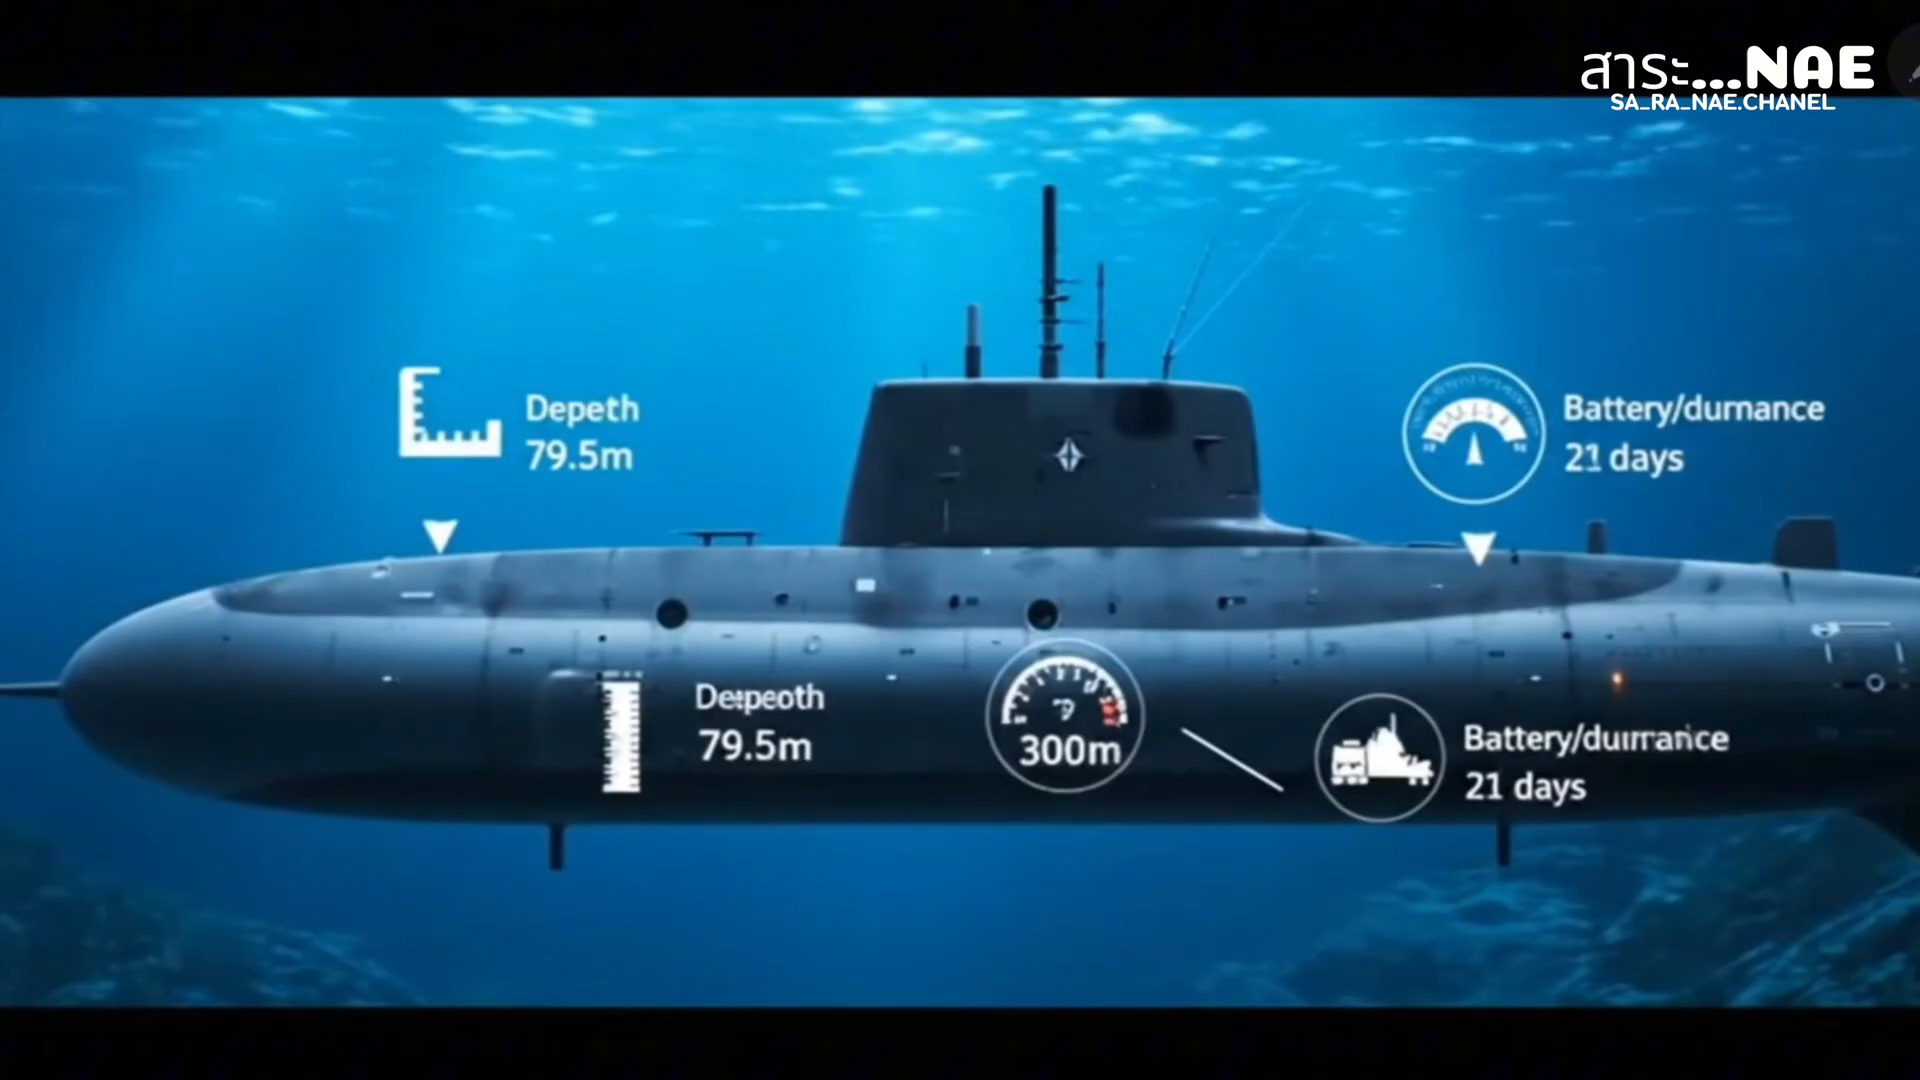 สาระ...NAE
SA_RA_NAE.CHANEL
Depeth
79.5m
Battery/durnance
21 days
Deipeoth
79.5m
300m
Battery/duırrança
21 days